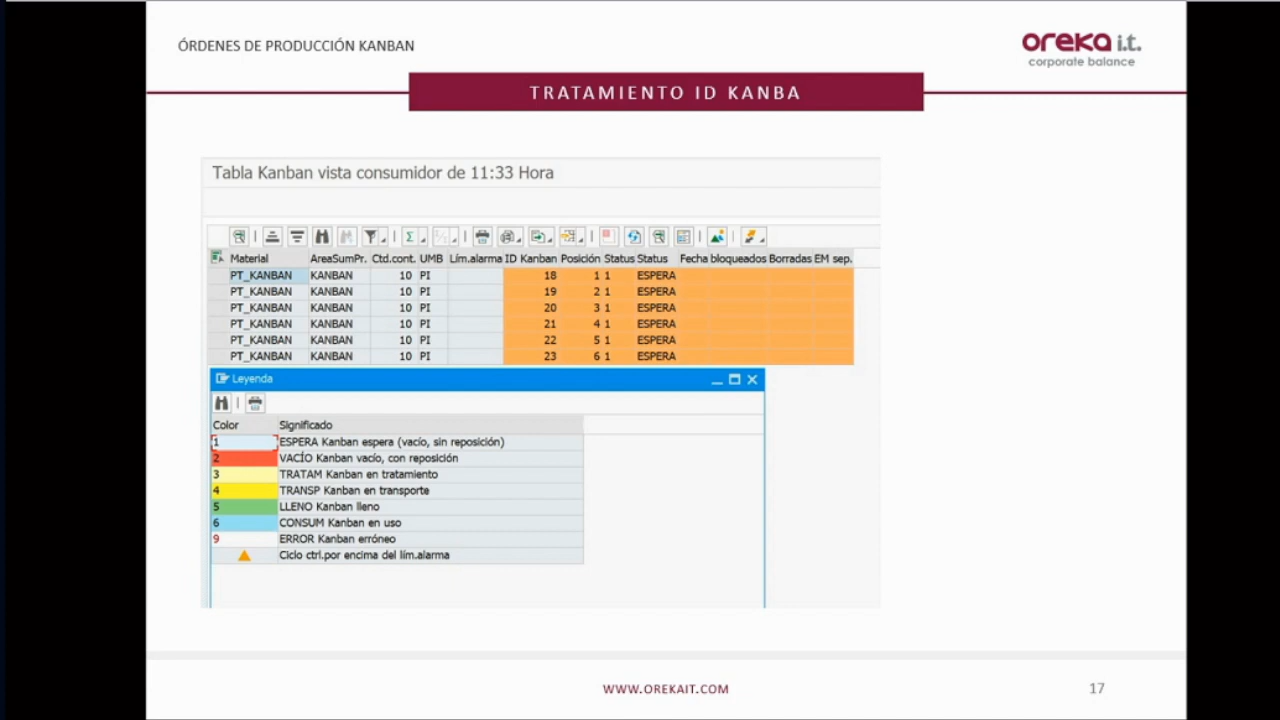 ÓRDENES DE PRODUCCIÓN KANBAN
oreka i.t.
corporate balance
TRATAMIENTO ID KANBA
Tabla Kanban vista consumidor de 11:33 Hora
Material AreaSumPr. Ctd.cont. UMB Lím.alarma ID Kanban Posición Status Status Fecha bloqueados Borradas EM sep.
PT_KANBAN KANBAN 10 PI 18 1 1 ESPERA
PT_KANBAN KANBAN 10 PI 19 2 1 ESPERA
PT_KANBAN KANBAN 10 PI 20 3 1 ESPERA
PT_KANBAN KANBAN 10 PI 21 4 1 ESPERA
PT_KANBAN KANBAN 10 PI 22 5 1 ESPERA
PT_KANBAN KANBAN 10 PI 23 6 1 ESPERA
Leyenda
Color Significado
1 ESPERA Kanban espera (vacío, sin reposición)
2 VACÍO Kanban vacío, con reposición
3 TRATAM Kanban en tratamiento
4 TRANSP Kanban en transporte
5 LLENO Kanban lleno
6 CONSUM Kanban en uso
9 ERROR Kanban erróneo
Ciclo ctrl.por encima del lím.alarma
WWW.OREKAIT.COM
17